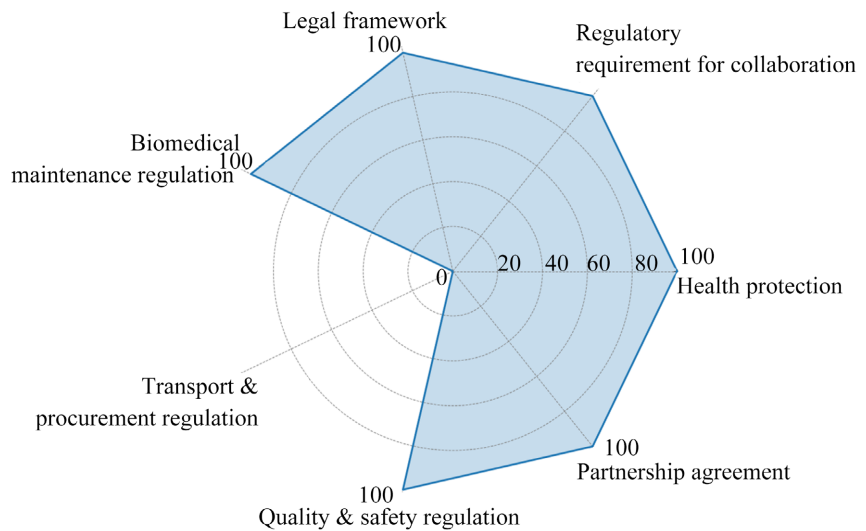 Legal framework
100
Regulatory
requirement for collaboration
Biomedical
100
maintenance regulation
100
0
20
40
60
80
Health protection
Transport &
procurement regulation
100
Partnership agreement
100
Quality & safety regulation